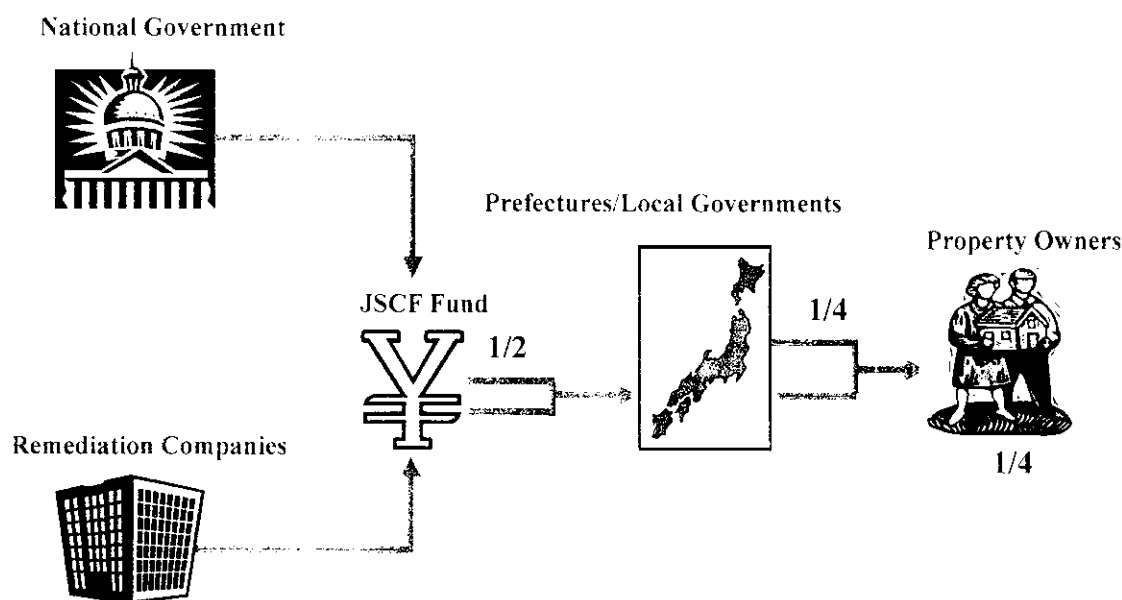 National Government
Prefectures/Local Governments
Property Owners
JSCF Fund
1/2
1/4
Remediation Companies
1/4